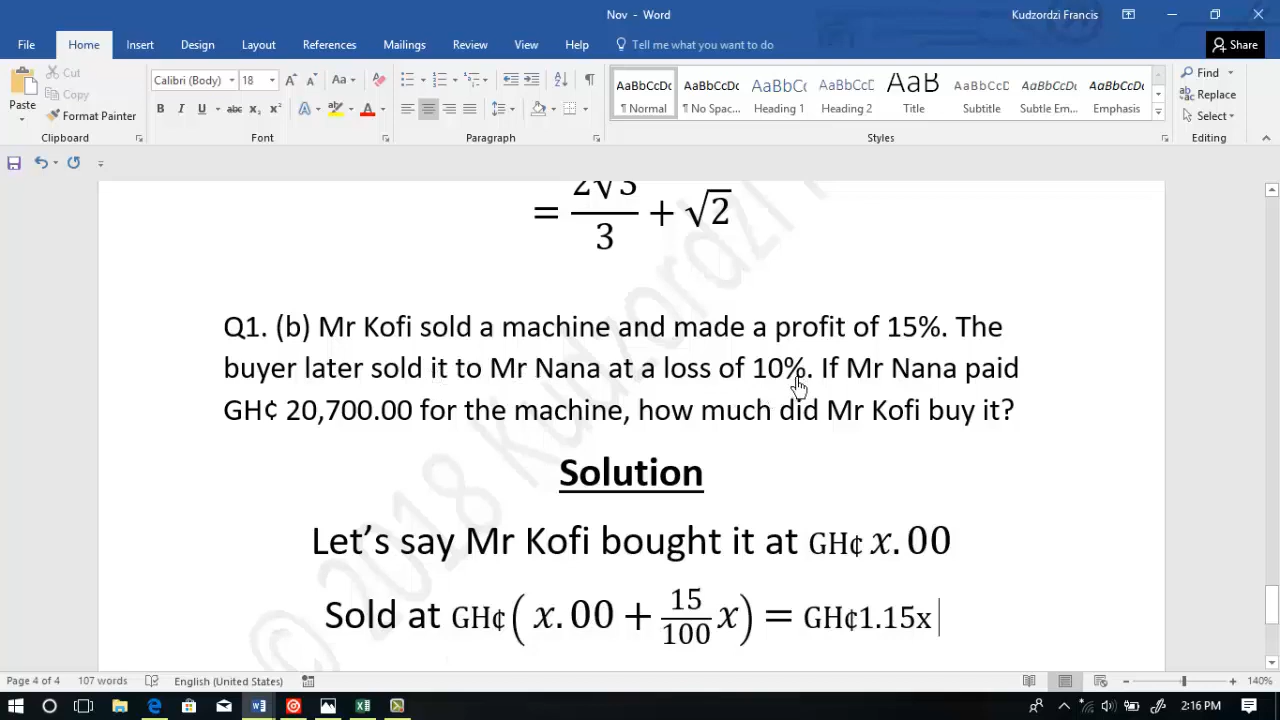 Nov - Word
Kudzordzi Francis
File Home Insert Design Layout References Mailings Review View Help Tell me what you want to do Share
Paste
Cut
Copy
Format Painter
Clipboard
Calibri (Body) 18
Font
Paragraph
AaBbCcDc ¶ Normal
AaBbCcDc ¶ No Spac...
AaBbCc Heading 1
AaBbCcD Heading 2
AaB Title
AaBbCcD Subtitle
AaBbCcDc Subtle Em...
AaBbCcDc Emphasis
Styles
Find
Replace
Select
Editing
= 2√3/3 + √2
Q1. (b) Mr Kofi sold a machine and made a profit of 15%. The
buyer later sold it to Mr Nana at a loss of 10%. If Mr Nana paid
GH₵ 20,700.00 for the machine, how much did Mr Kofi buy it?
Solution
Let's say Mr Kofi bought it at GH¢ x.00
Sold at GH¢( x.00 + 15/100 x) = GH¢1.15x
© 2018 Kudzordzi
Page 4 of 4 107 words English (United States) 140%
2:16 PM